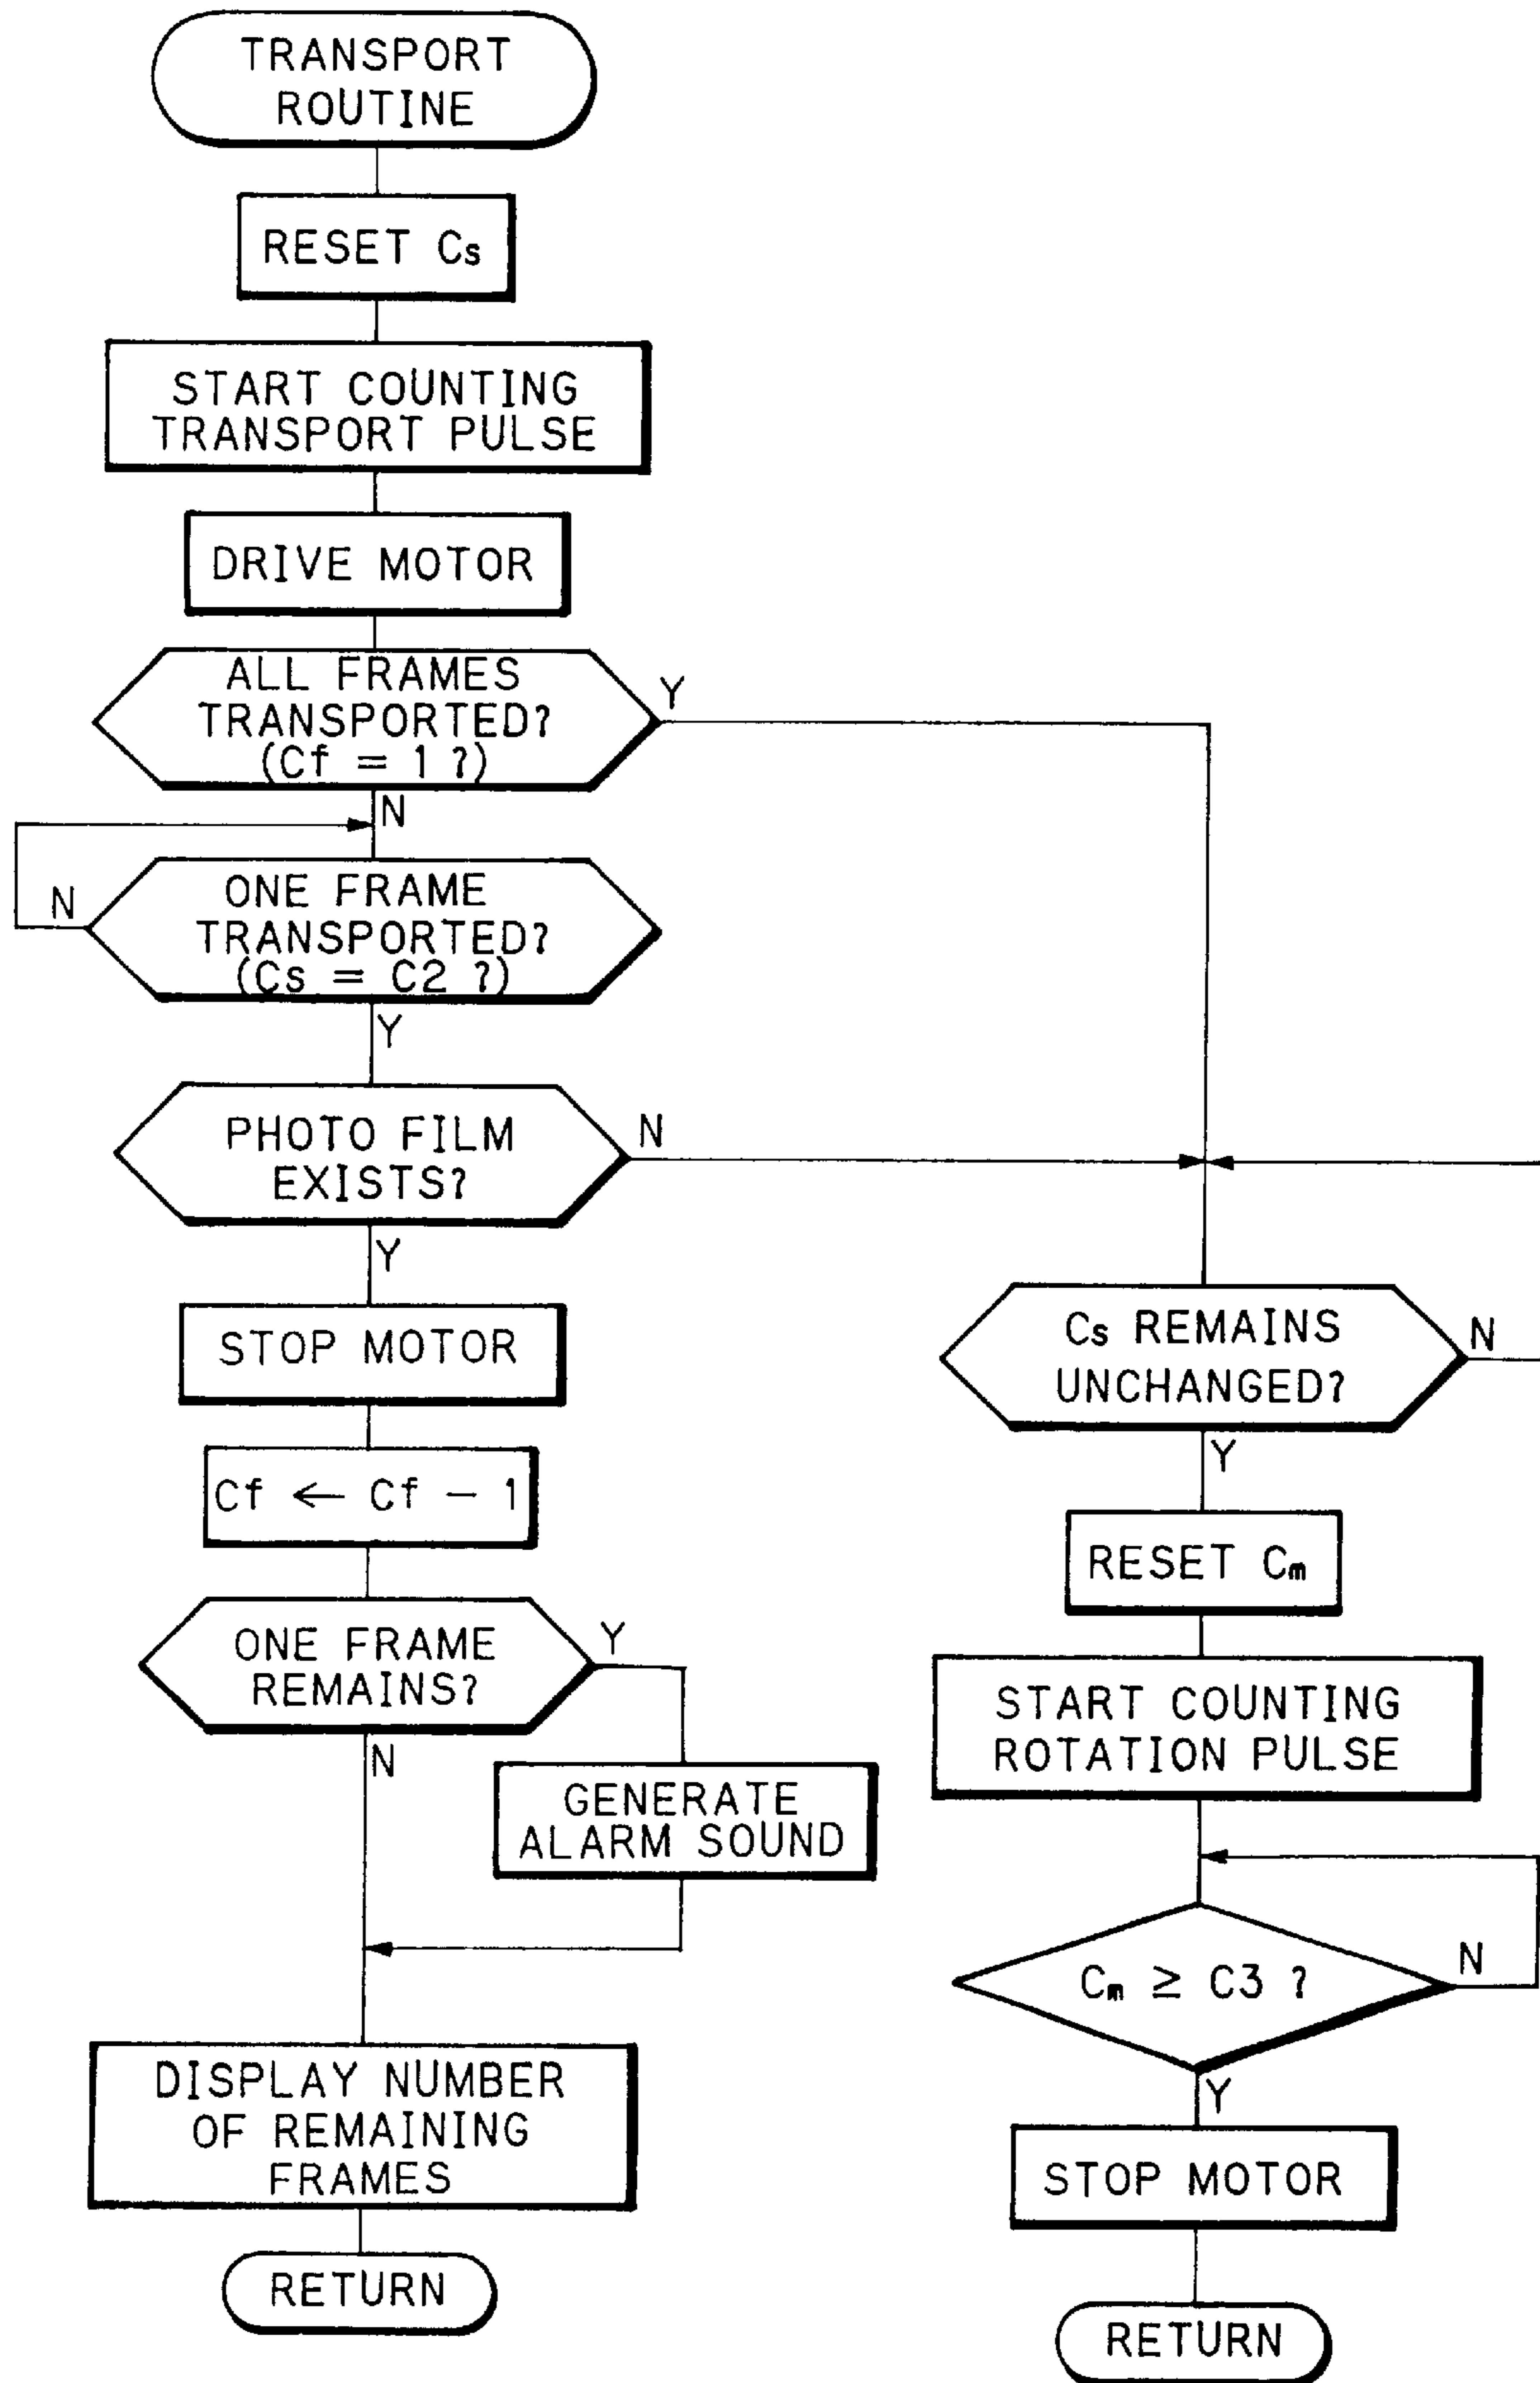 TRANSPORT
ROUTINE
RESET Cs
START COUNTING
TRANSPORT PULSE
DRIVE MOTOR
ALL FRAMES
TRANSPORTED?
(Cf = 1 ?)
Y
N
ONE FRAME
TRANSPORTED?
(Cs = C2 ?)
N
Y
PHOTO FILM
EXISTS?
N
Y
STOP MOTOR
Cf ← Cf - 1
ONE FRAME
REMAINS?
Y
N
GENERATE
ALARM SOUND
DISPLAY NUMBER
OF REMAINING
FRAMES
RETURN
Cs REMAINS
UNCHANGED?
N
Y
RESET Cm
START COUNTING
ROTATION PULSE
Cm ≥ C3 ?
N
Y
STOP MOTOR
RETURN